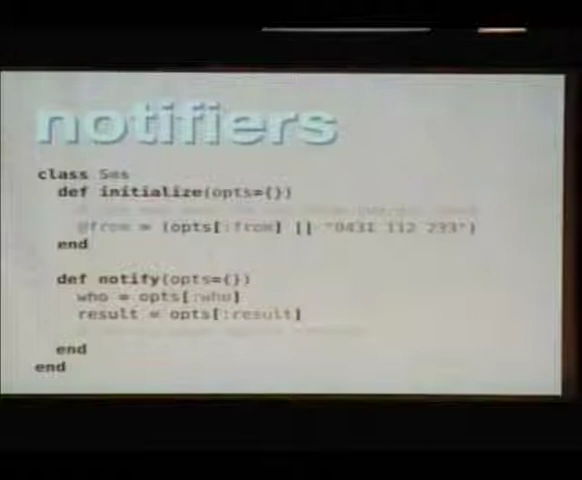 notifiers
class Sms
def initialize(opts={})
@from = (opts[:from] || "0431 112 233")
end
def notify(opts={})
who = opts[:who]
result = opts[:result]
end
end